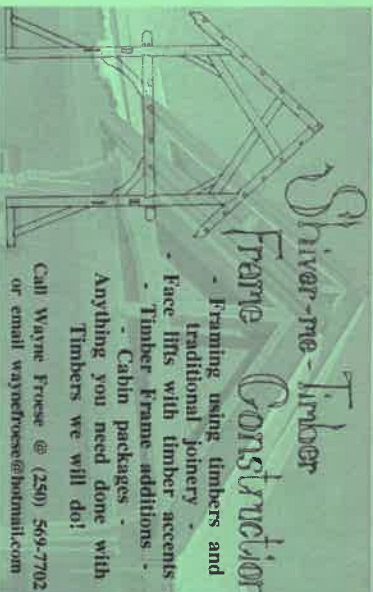 Shiver-me-Timber
Frame Construction
- Framing using timbers and
traditional joinery -
- Face lifts with timber accents
- Timber Frame additions -
- Cabin packages -
Anything you need done with
Timbers we will do!
Call Wayne Froese @ (250) 569-7702
or email waynefroese@hotmail.com